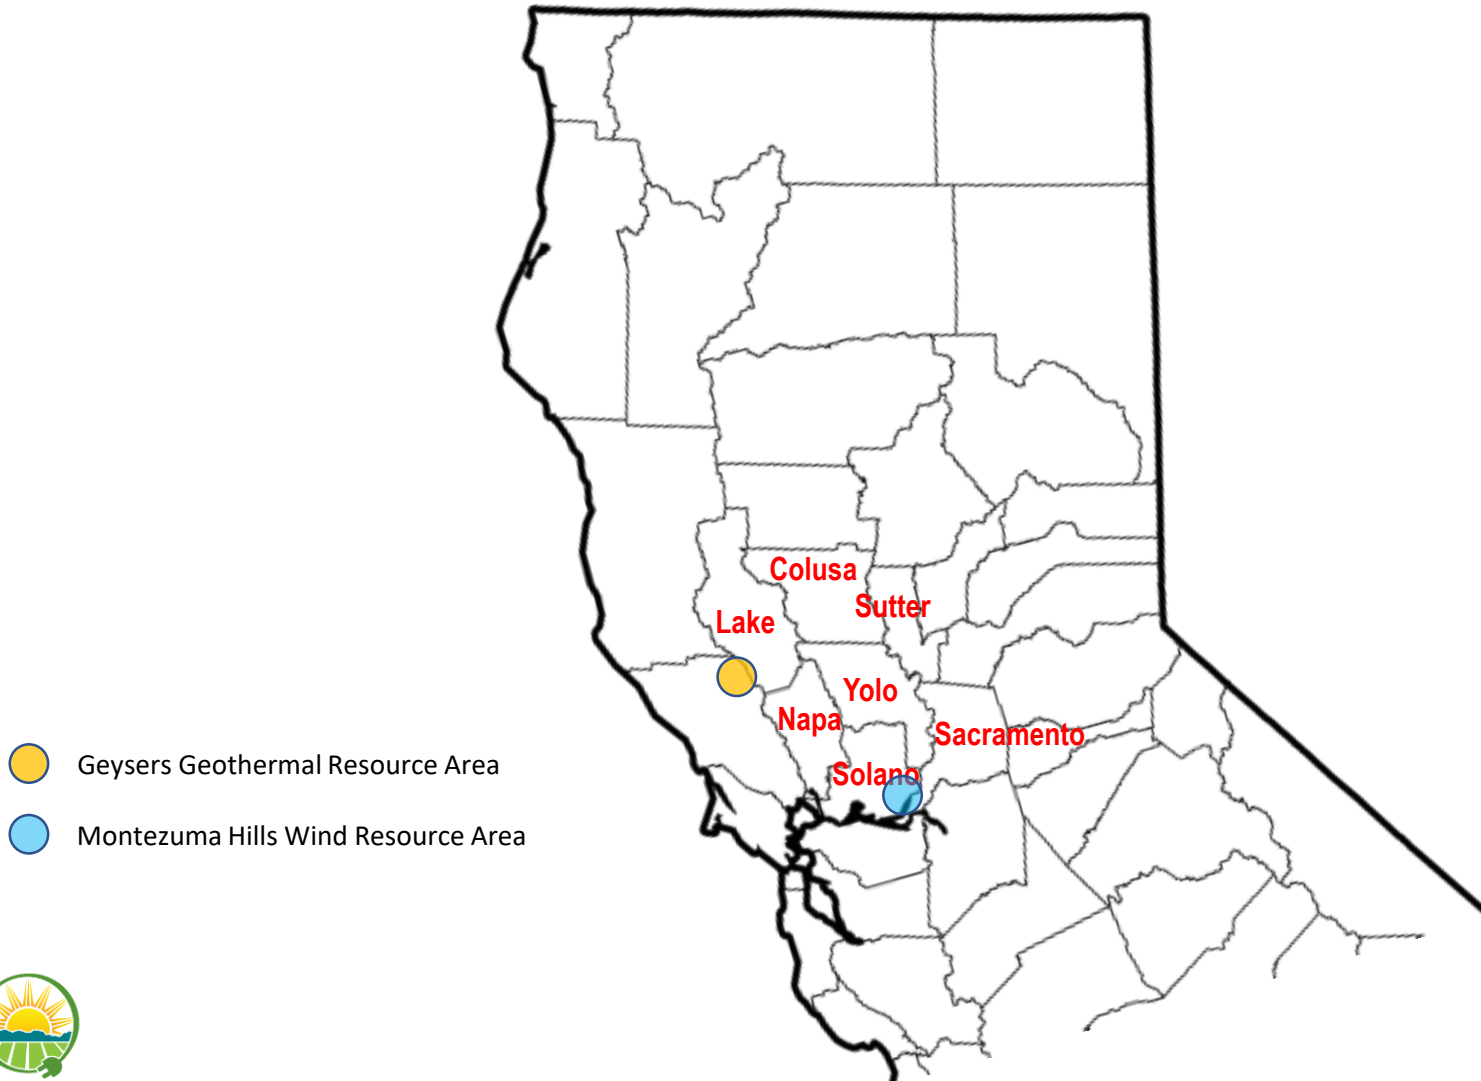 Colusa
Sutter
Lake
Yolo
Napa
Sacramento
Solano
Geysers Geothermal Resource Area
Montezuma Hills Wind Resource Area